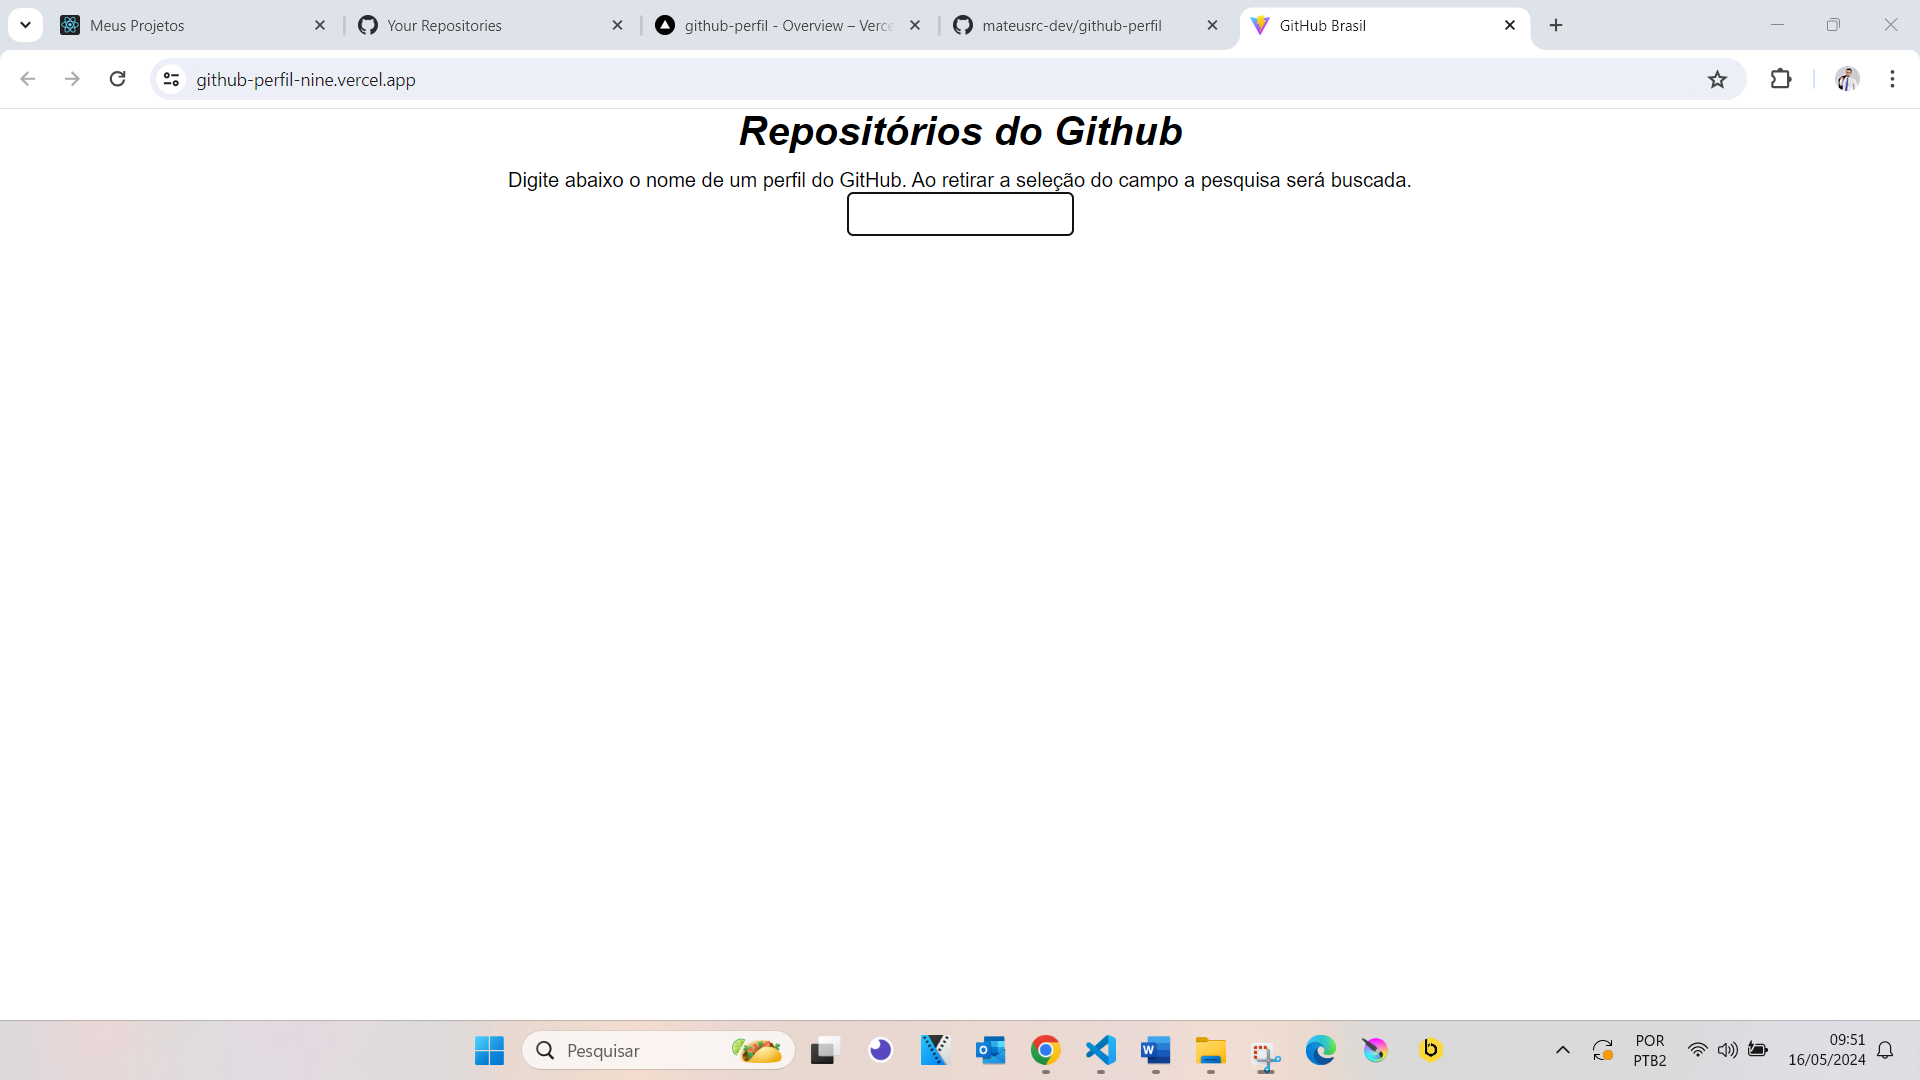 Meus Projetos
Your Repositories
github-perfil - Overview – Verce
mateusrc-dev/github-perfil
GitHub Brasil
github-perfil-nine.vercel.app
Repositórios do Github
Digite abaixo o nome de um perfil do GitHub. Ao retirar a seleção do campo a pesquisa será buscada.
Pesquisar
POR
PTB2
09:51
16/05/2024